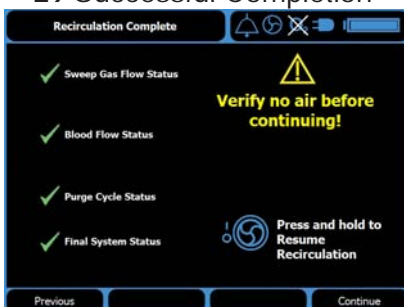 Recirculation Complete
Sweep Gas Flow Status
Verify no air before
continuing!
Blood Flow Status
Purge Cycle Status
Final System Status
Press and hold to
Resume
Recirculation
Previous
Continue